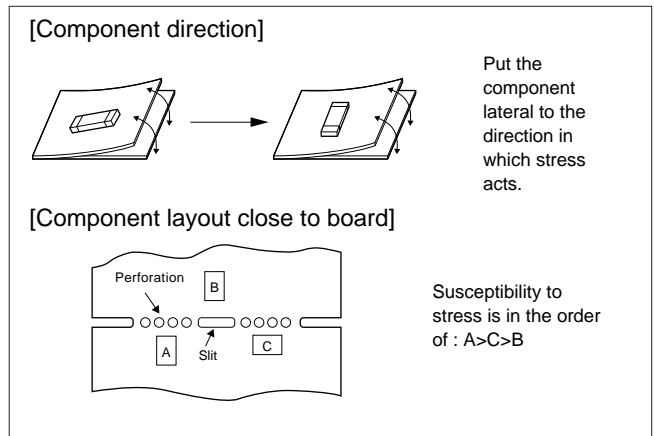 [Component direction]
Put the
component
lateral to the
direction in
which stress
acts.
[Component layout close to board]
Perforation
B
A
Slit
C
Susceptibility to
stress is in the order
of : A>C>B